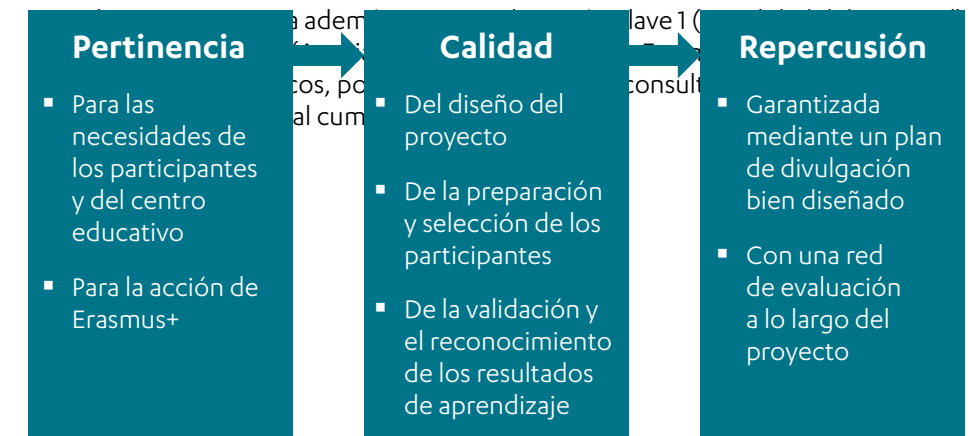 Pertinencia
▪ Para las
necesidades de
los participantes
y del centro
educativo
▪ Para la acción de
Erasmus+
Calidad
▪ Del diseño del
proyecto
▪ De la preparación
y selección de los
participantes
▪ De la validación y
el reconocimiento
de los resultados
de aprendizaje
Repercusión
▪ Garantizada
mediante un plan
de divulgación
bien diseñado
▪ Con una red
de evaluación
a lo largo del
proyecto